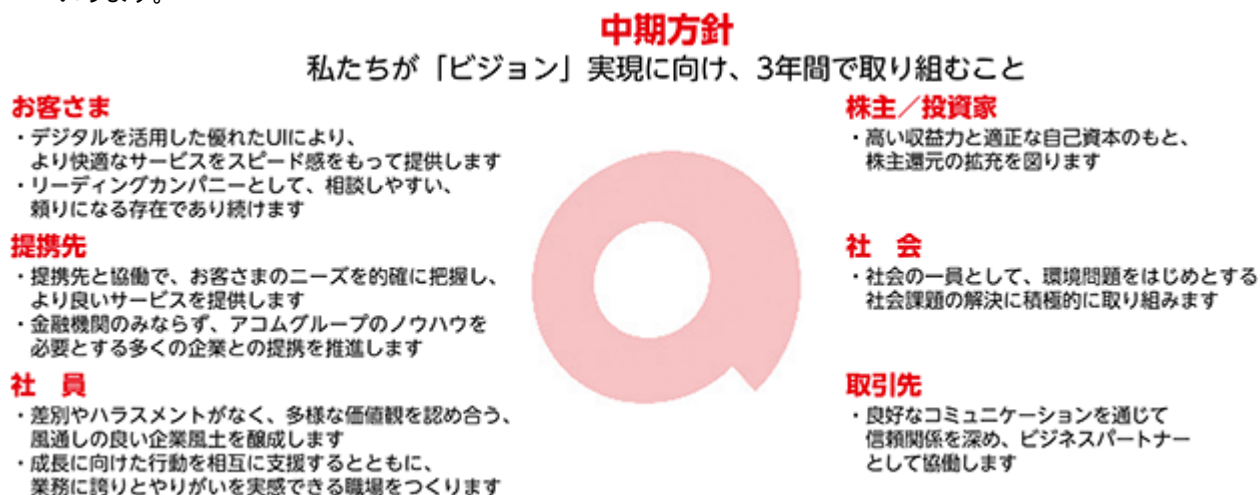 ります。
中期方針
私たちが「ビジョン」実現に向け、3年間で取り組むこと
お客さま
・デジタルを活用した優れたUIにより、
より快適なサービスをスピード感をもって提供します
・リーディングカンパニーとして、相談しやすい、
頼りになる存在であり続けます
提携先
・提携先と協働で、お客さまのニーズを的確に把握し、
より良いサービスを提供します
・金融機関のみならず、アコムグループのノウハウを
必要とする多くの企業との提携を推進します
社 員
・差別やハラスメントがなく、多様な価値観を認め合う、
風通しの良い企業風土を醸成します
・成長に向けた行動を相互に支援するとともに、
業務に誇りとやりがいを実感できる職場をつくります
株主／投資家
・高い収益力と適正な自己資本のもと、
株主還元の拡充を図ります
社 会
・社会の一員として、環境問題をはじめとする
社会課題の解決に積極的に取り組みます
取引先
・良好なコミュニケーションを通じて
信頼関係を深め、ビジネスパートナー
として協働します